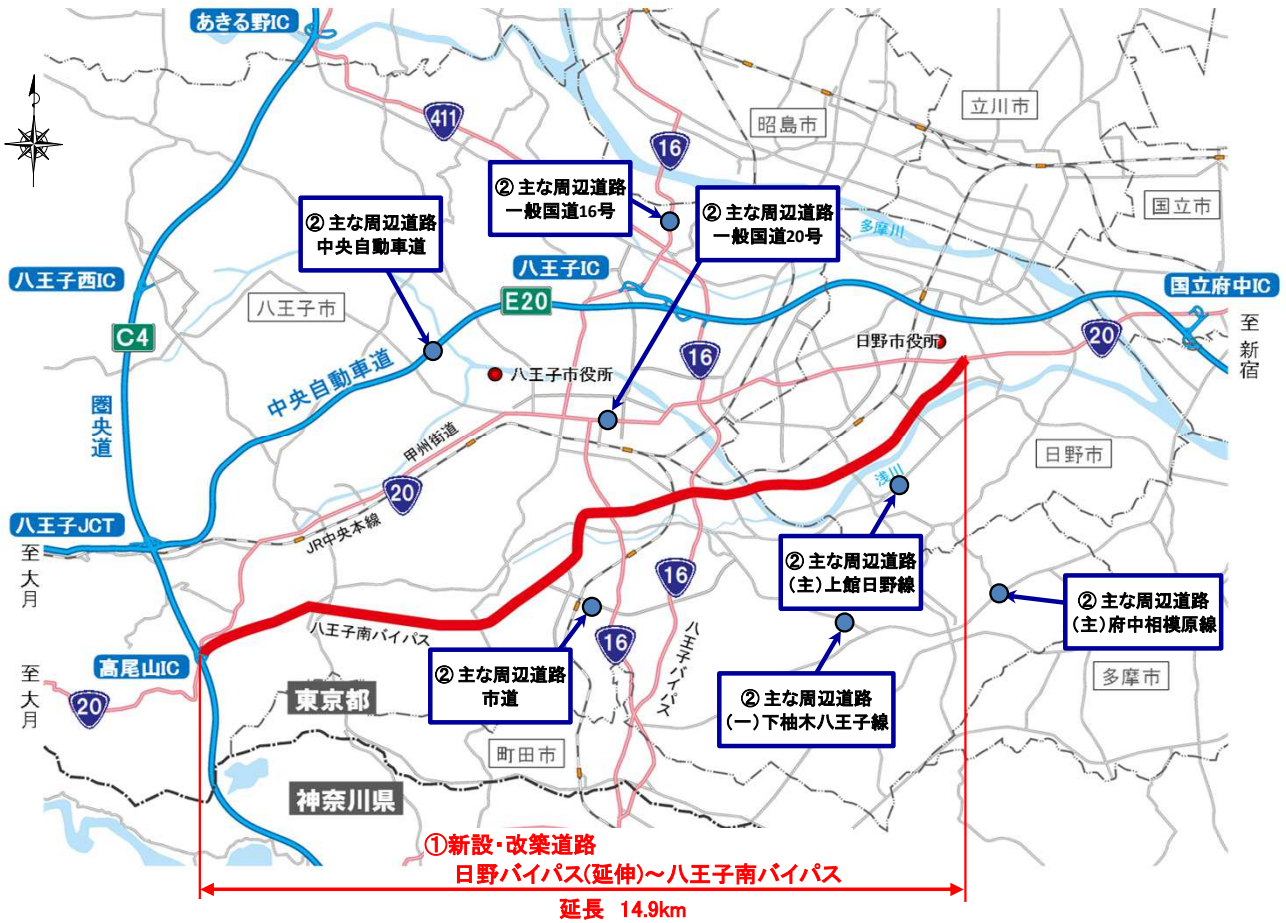 あきる野IC
411
16
昭島市
立川市
② 主な周辺道路
一般国道16号
② 主な周辺道路
一般国道20号
国立市
② 主な周辺道路
中央自動車道
多摩川
八王子西IC
八王子IC
国立府中IC
八王子市
E20
C4
至 新宿
日野市役所
20
16
八王子市役所
中央自動車道
圏央道
甲州街道
日野市
浅川
20
八王子JCT
JR中央本線
至 大月
② 主な周辺道路
(主)上館日野線
16
② 主な周辺道路
(主)府中相模原線
八王子南バイパス
16
八王子バイパス
高尾山IC
② 主な周辺道路
市道
② 主な周辺道路
(一)下柚木八王子線
多摩市
至 大月
20
東京都
町田市
神奈川県
①新設・改築道路
日野バイパス(延伸)～八王子南バイパス
延長 14.9km